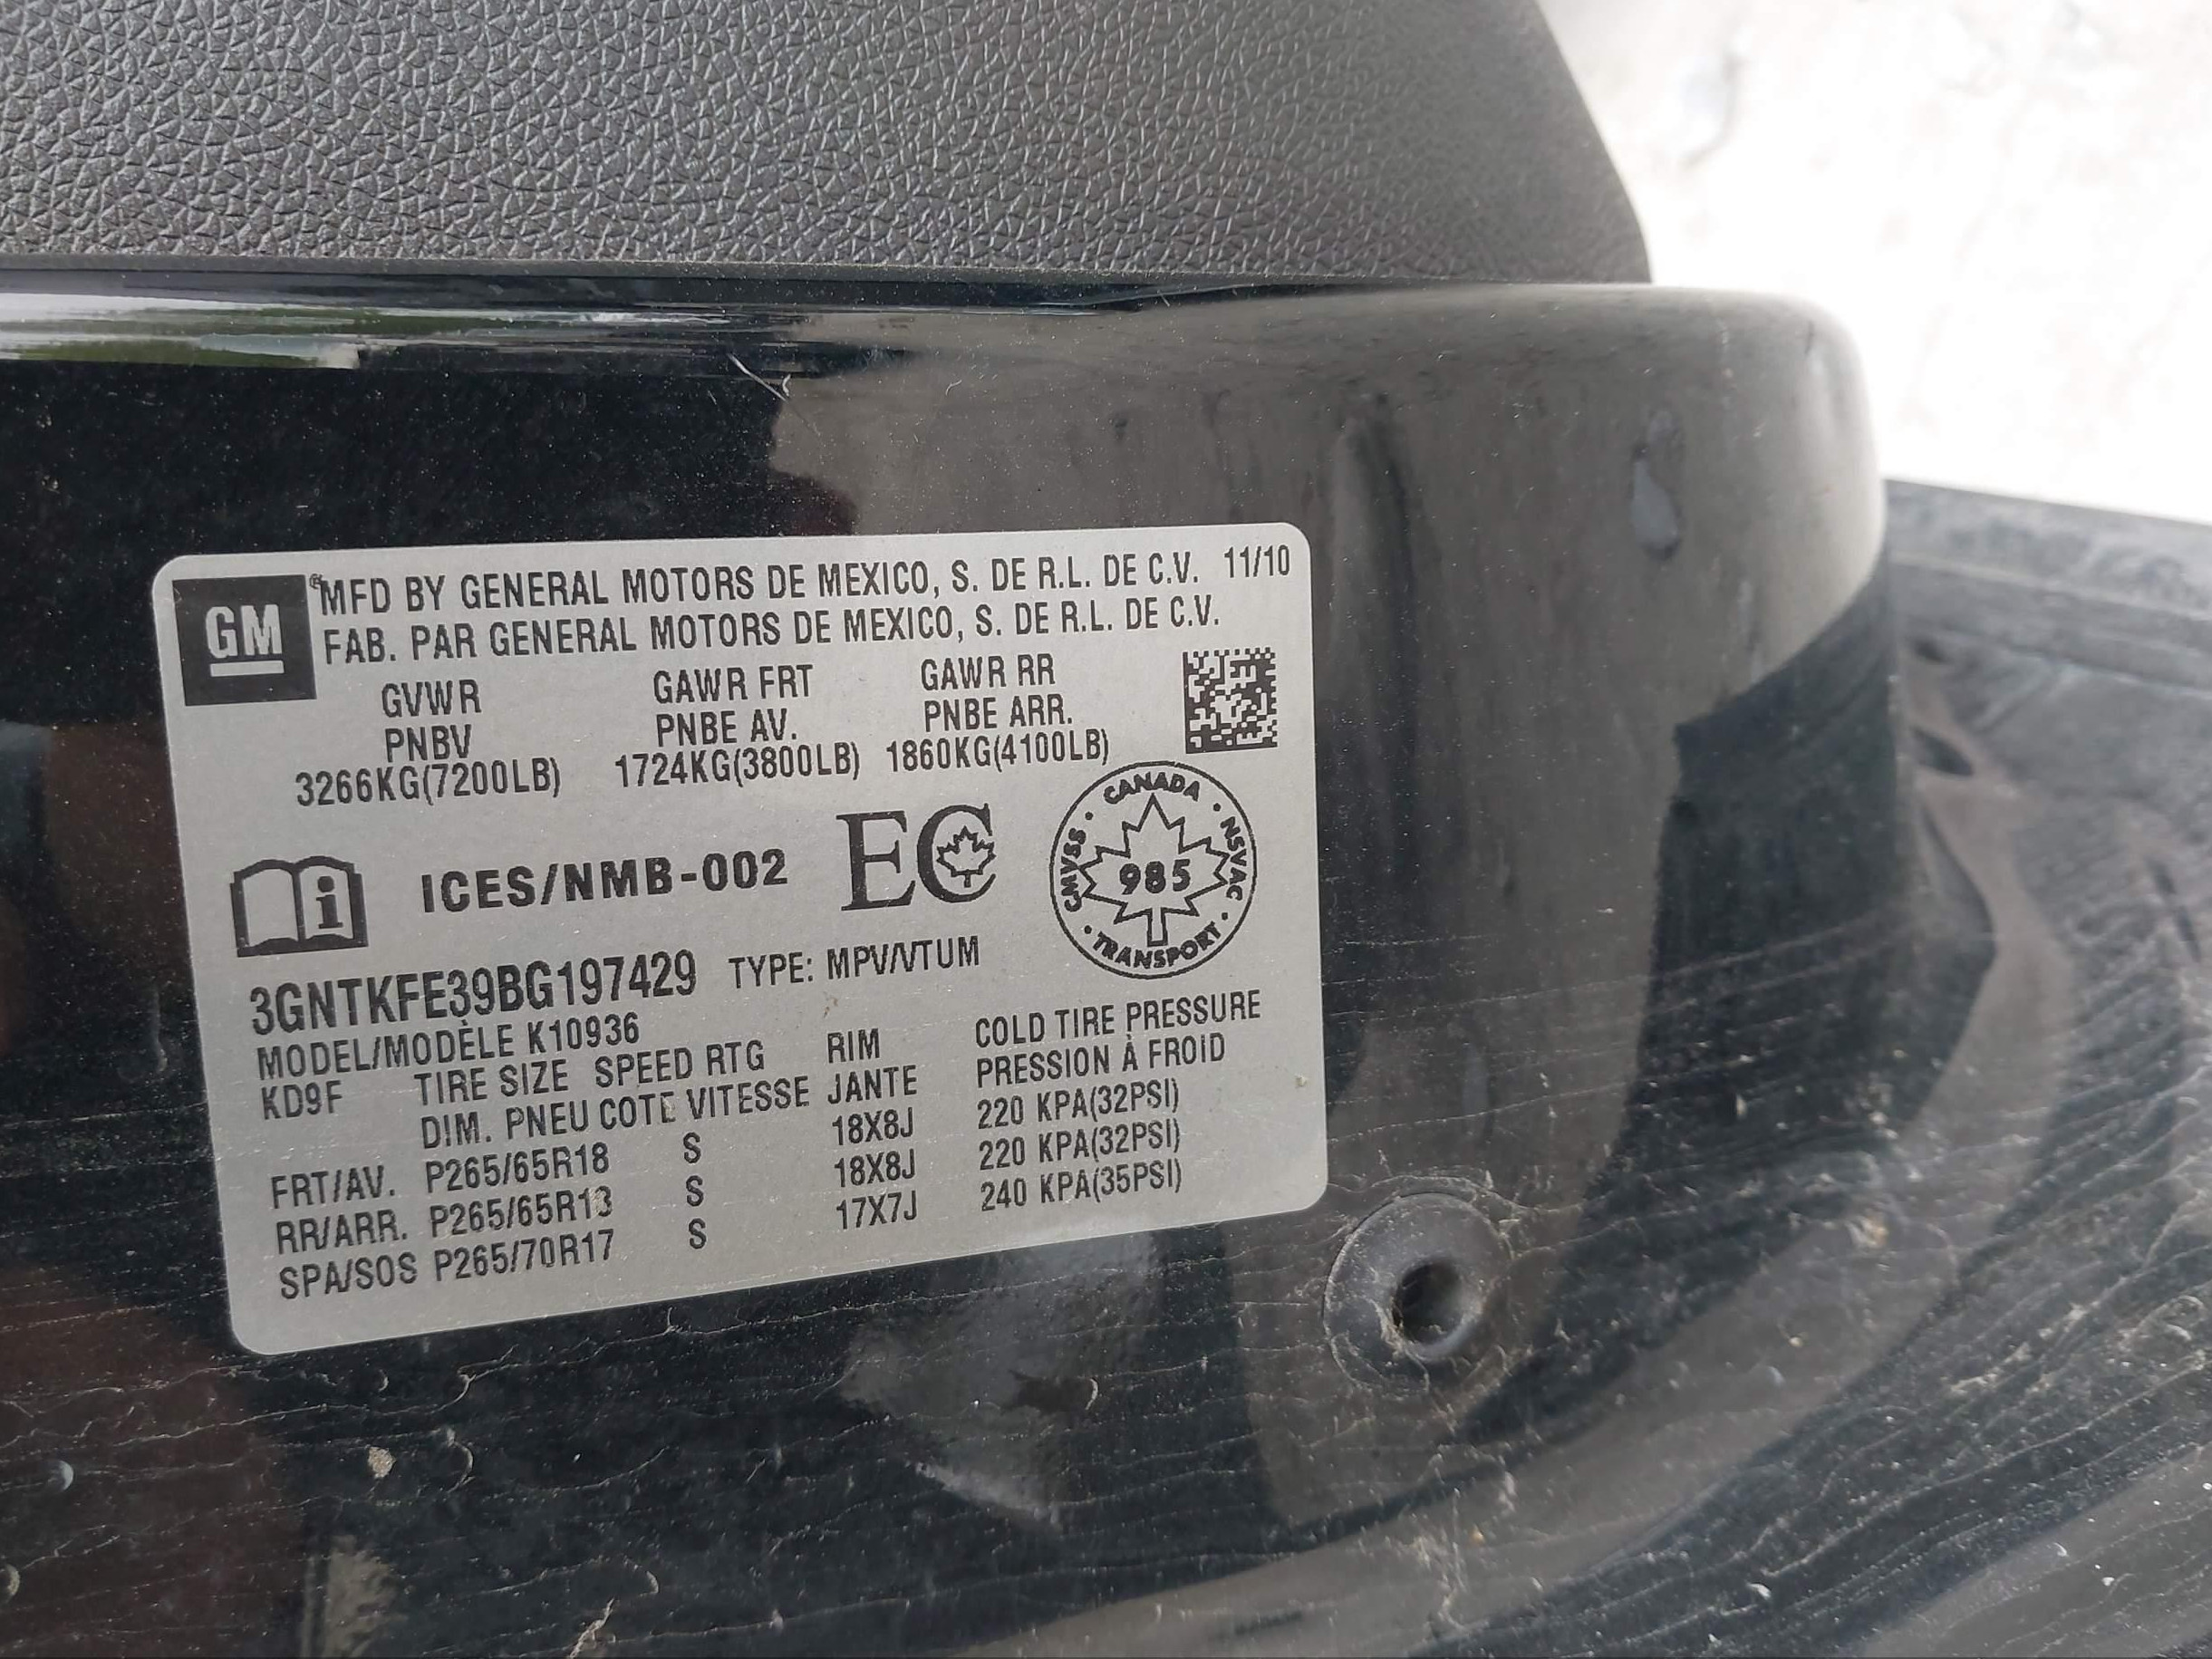 GM
®
MFD BY GENERAL MOTORS DE MEXICO, S. DE R.L. DE C.V. 11/10
FAB. PAR GENERAL MOTORS DE MEXICO, S. DE R.L. DE C.V.
GVWR GAWR FRT GAWR RR
PNBV PNBE AV. PNBE ARR.
3266KG(7200LB) 1724KG(3800LB) 1860KG(4100LB)
i ICES/NMB-002 EC
CANADA · NSVAC · TRANSPORT · CMVSS ·
985
3GNTKFE39BG197429 TYPE: MPV/VTUM
MODEL/MODÈLE K10936
KD9F TIRE SIZE SPEED RTG RIM COLD TIRE PRESSURE
DIM. PNEU COTE VITESSE JANTE PRESSION À FROID
FRT/AV. P265/65R18 S 18X8J 220 KPA(32PSI)
RR/ARR. P265/65R18 S 18X8J 220 KPA(32PSI)
SPA/SOS P265/70R17 S 17X7J 240 KPA(35PSI)